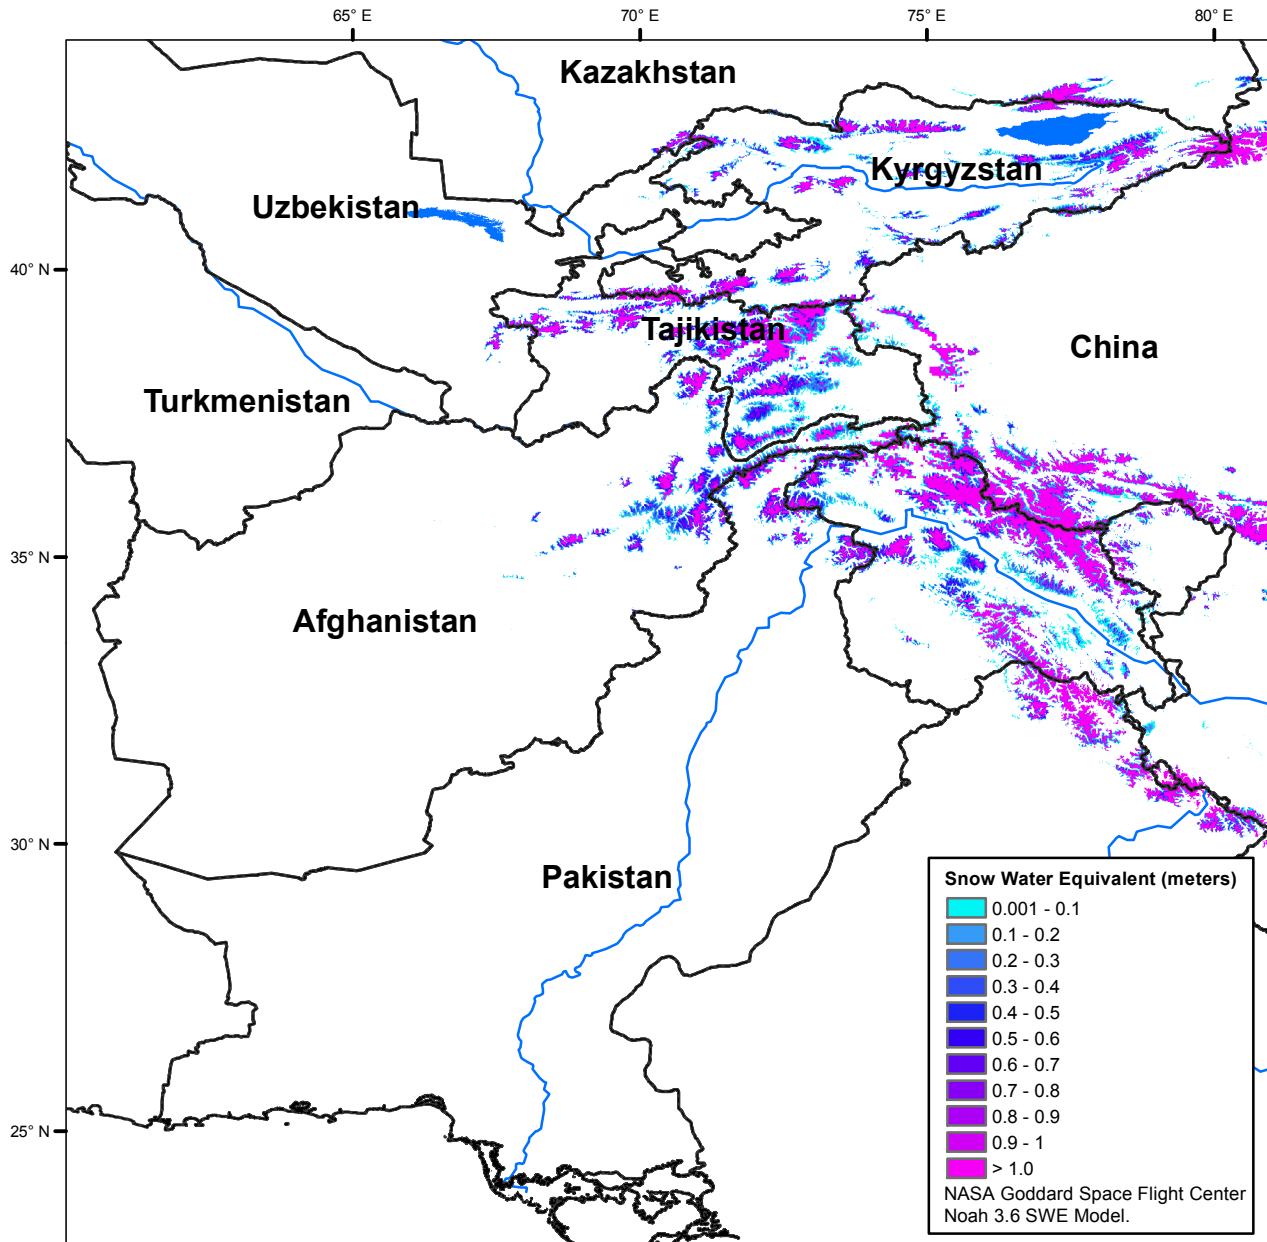 65° E
70° E
75° E
80° E
Kazakhstan
Kyrgyzstan
Uzbekistan
40° N
Tajikistan
China
Turkmenistan
35° N
Afghanistan
30° N
Pakistan
25° N
Snow Water Equivalent (meters)
0.001 - 0.1
0.1 - 0.2
0.2 - 0.3
0.3 - 0.4
0.4 - 0.5
0.5 - 0.6
0.6 - 0.7
0.7 - 0.8
0.8 - 0.9
0.9 - 1
> 1.0
NASA Goddard Space Flight Center
Noah 3.6 SWE Model.